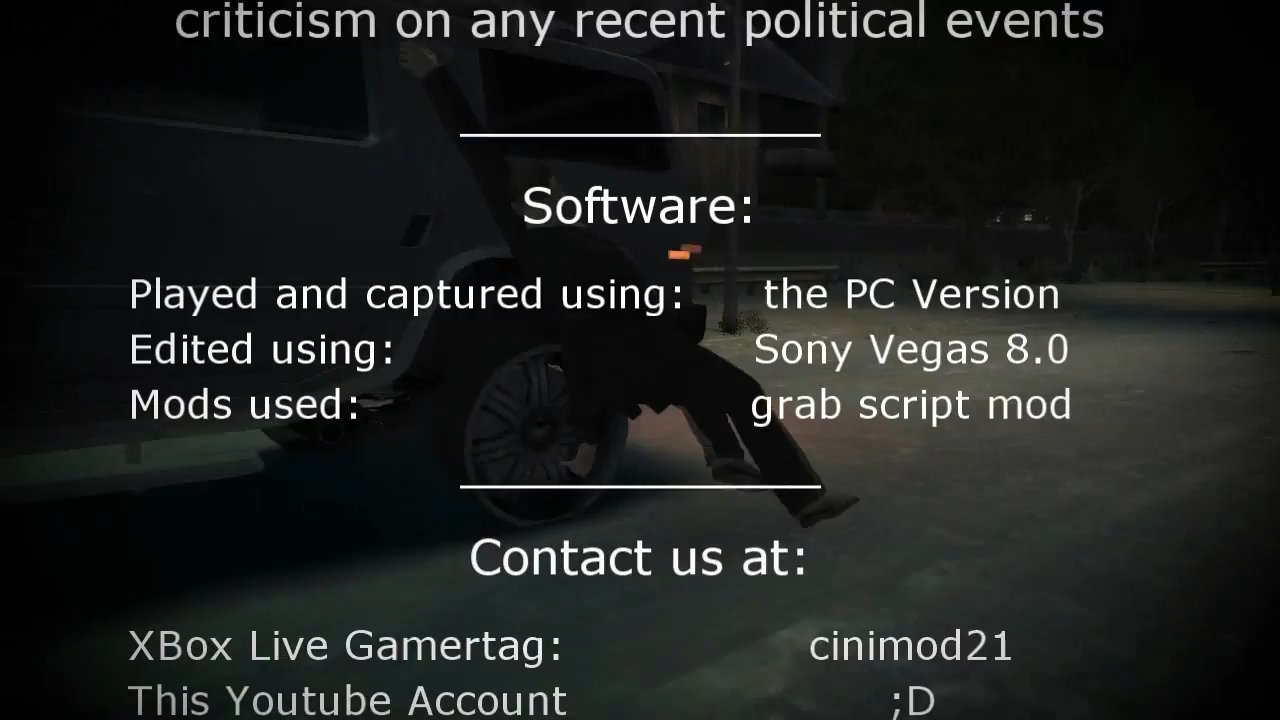 criticism on any recent political events
Software:
Played and captured using: the PC Version
Edited using: Sony Vegas 8.0
Mods used: grab script mod
Contact us at:
XBox Live Gamertag: cinimod21
This Youtube Account ;D